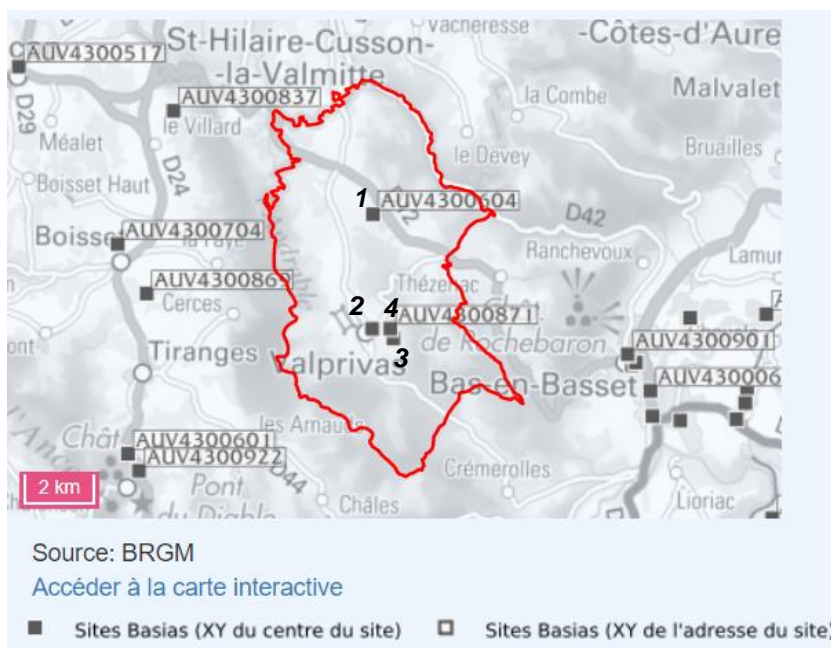 Vacheresse
-Côtes-d'Aure
St-Hilaire-Cusson-
AUV4300517
-la-Valmitte
Malvalet
AUV4300837
la Combe
D29
le Villard
Méalet
le Devey
Bruailles
D24
Boisset Haut
1
AUV4300604
D42
Boisset
AUV4300704
Ranchevoux
Lamur
AUV4300869
Thézenac
Cerces
2
4
AUV4300871
ont
3
de Rochebaron
AUV4300901
Tiranges
Valprivas
Bas-en-Basset
AUV430006
les Arnauds
Chât
AUV4300601
AUV4300922
Crémerolles
2 km
Pont
D44
Lioriac
du Diable
Châles
Source: BRGM
Accéder à la carte interactive
Sites Basias (XY du centre du site)
Sites Basias (XY de l'adresse du site)